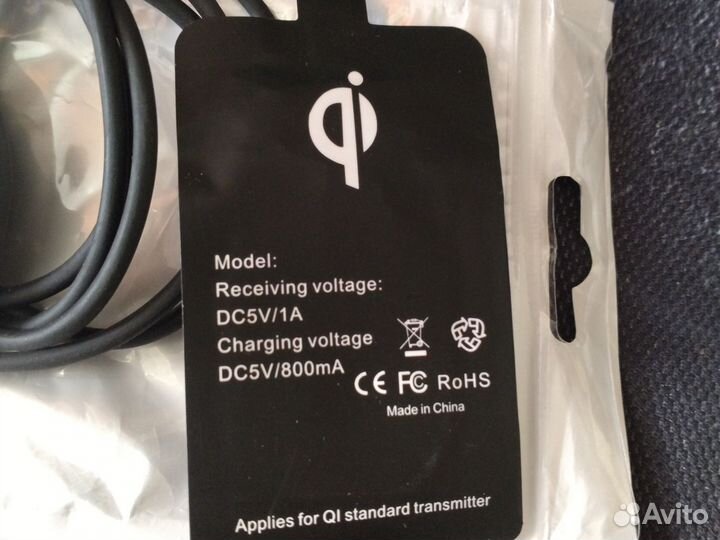 qi
Model:
Receiving voltage:
DC5V/1A
Charging voltage
DC5V/800mA
CE FC RoHS
Made in China
Applies for QI standard transmitter
Avito